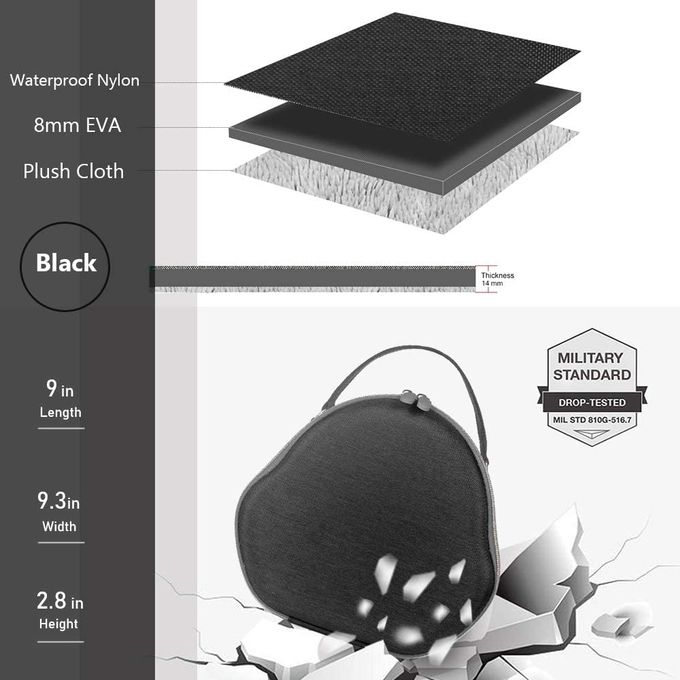 Waterproof Nylon
8mm EVA
Plush Cloth
Black
Thickness
14 mm
9 in
Length
9.3in
Width
2.8 in
Height
MILITARY
STANDARD
DROP-TESTED
MIL STD 810G-516.7